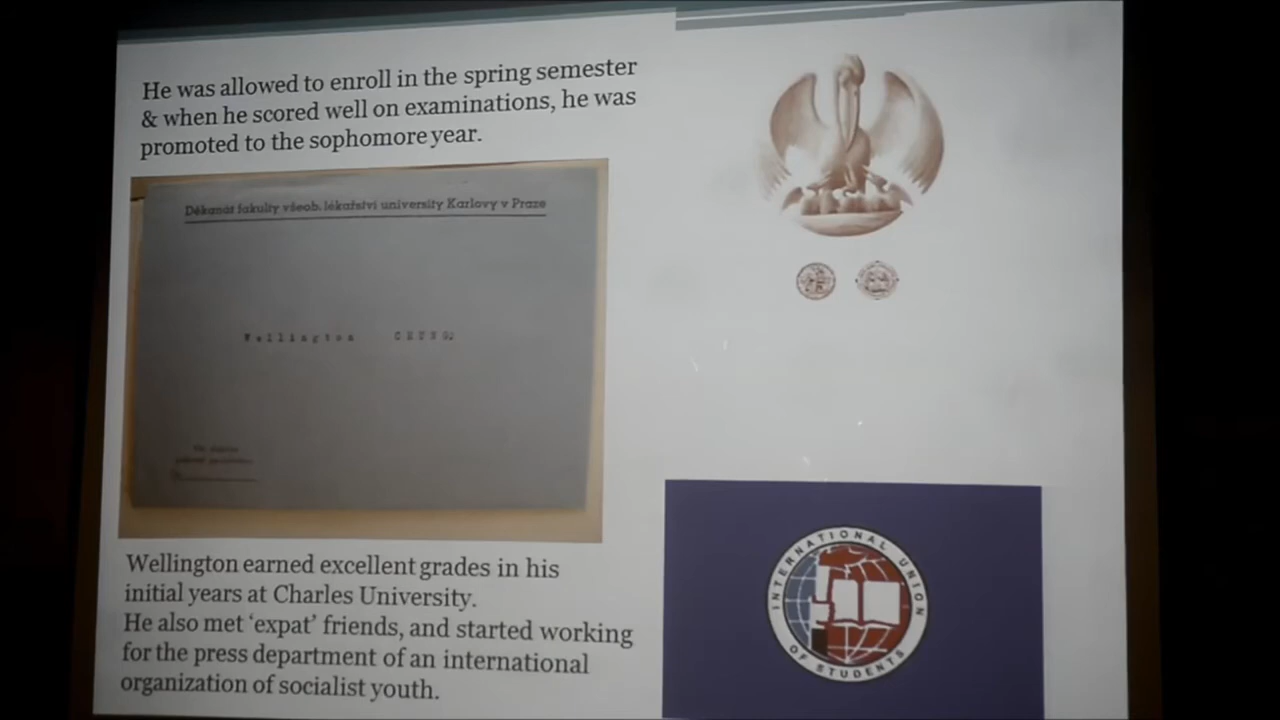 He was allowed to enroll in the spring semester
& when he scored well on examinations, he was
promoted to the sophomore year.
Děkanát fakulty všeob. lékařství university Karlovy v Praze
Wellington CHUNG
Wellington earned excellent grades in his
initial years at Charles University.
He also met ‘expat’ friends, and started working
for the press department of an international
organization of socialist youth.
INTERNATIONAL UNION
OF STUDENTS